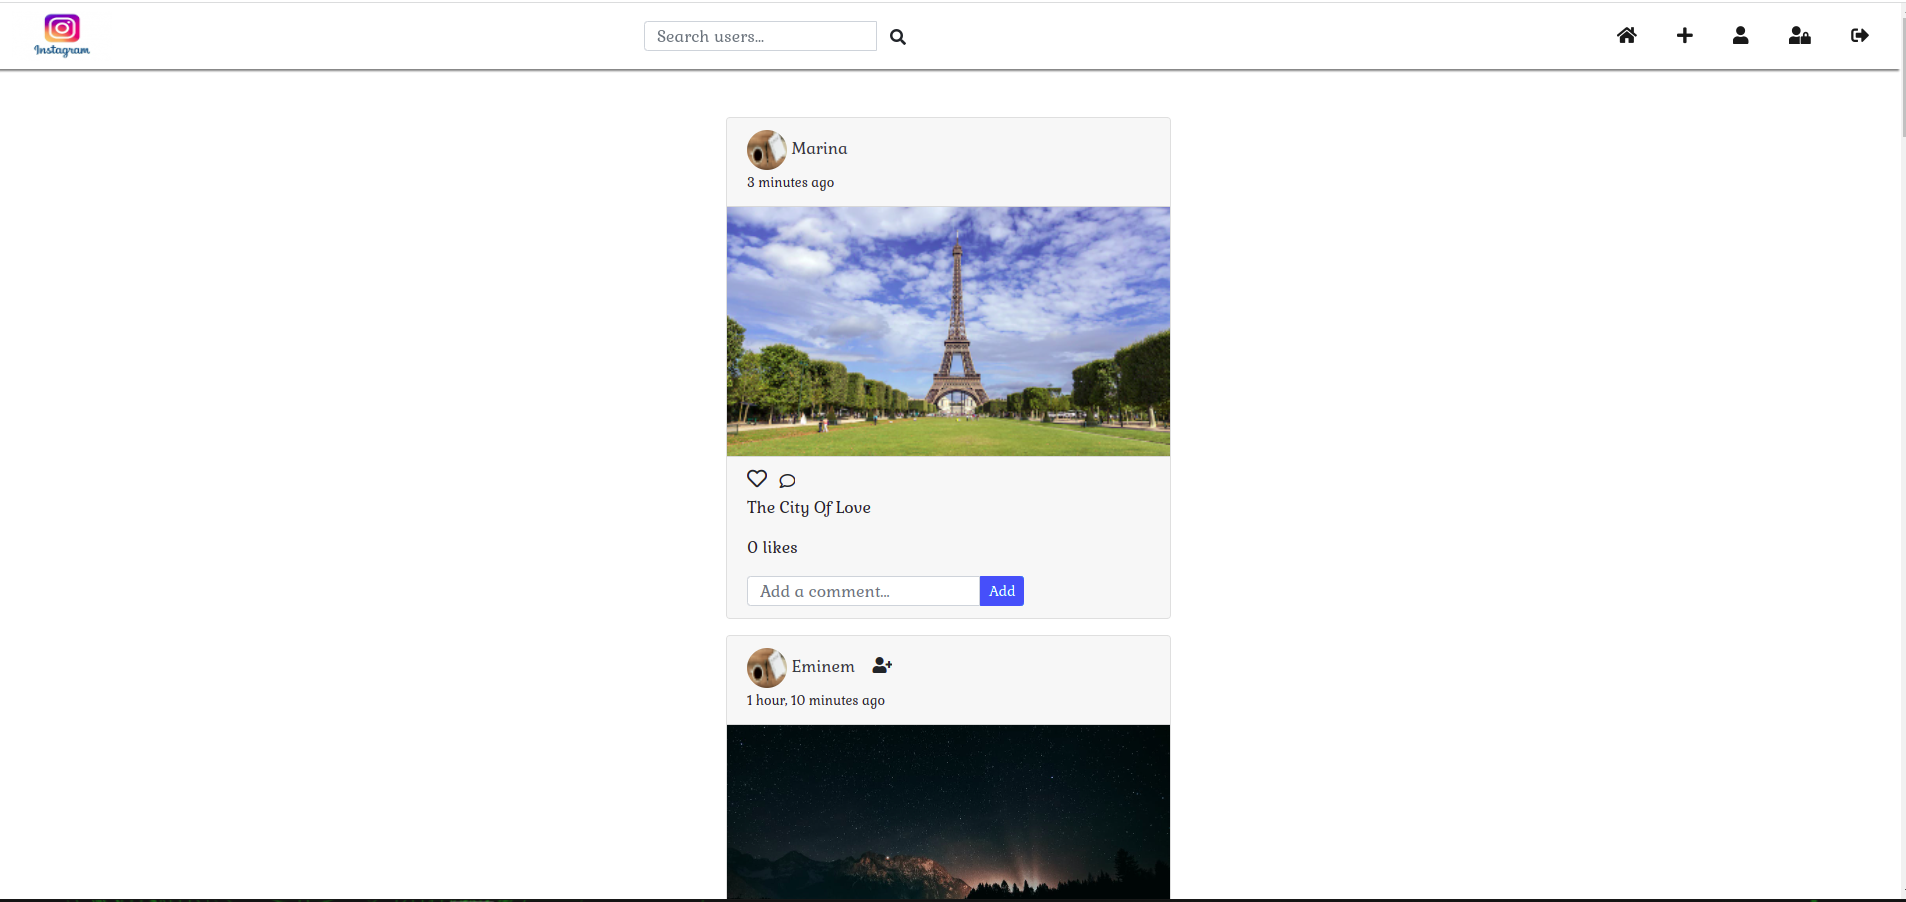 Instagram
Search users...
Marina
3 minutes ago
The City Of Love
0 likes
Add a comment...
Add
Eminem
1 hour, 10 minutes ago